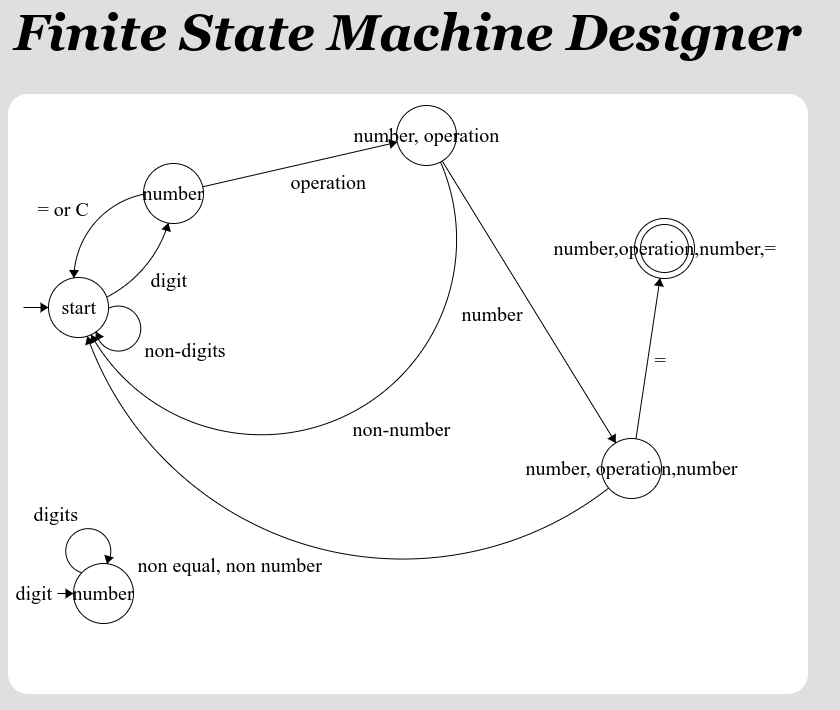 Finite State Machine Designer
number, operation
number
operation
= or C
number,operation,number,=
digit
start
number
non-digits
=
non-number
number, operation,number
digits
non equal, non number
digit
number